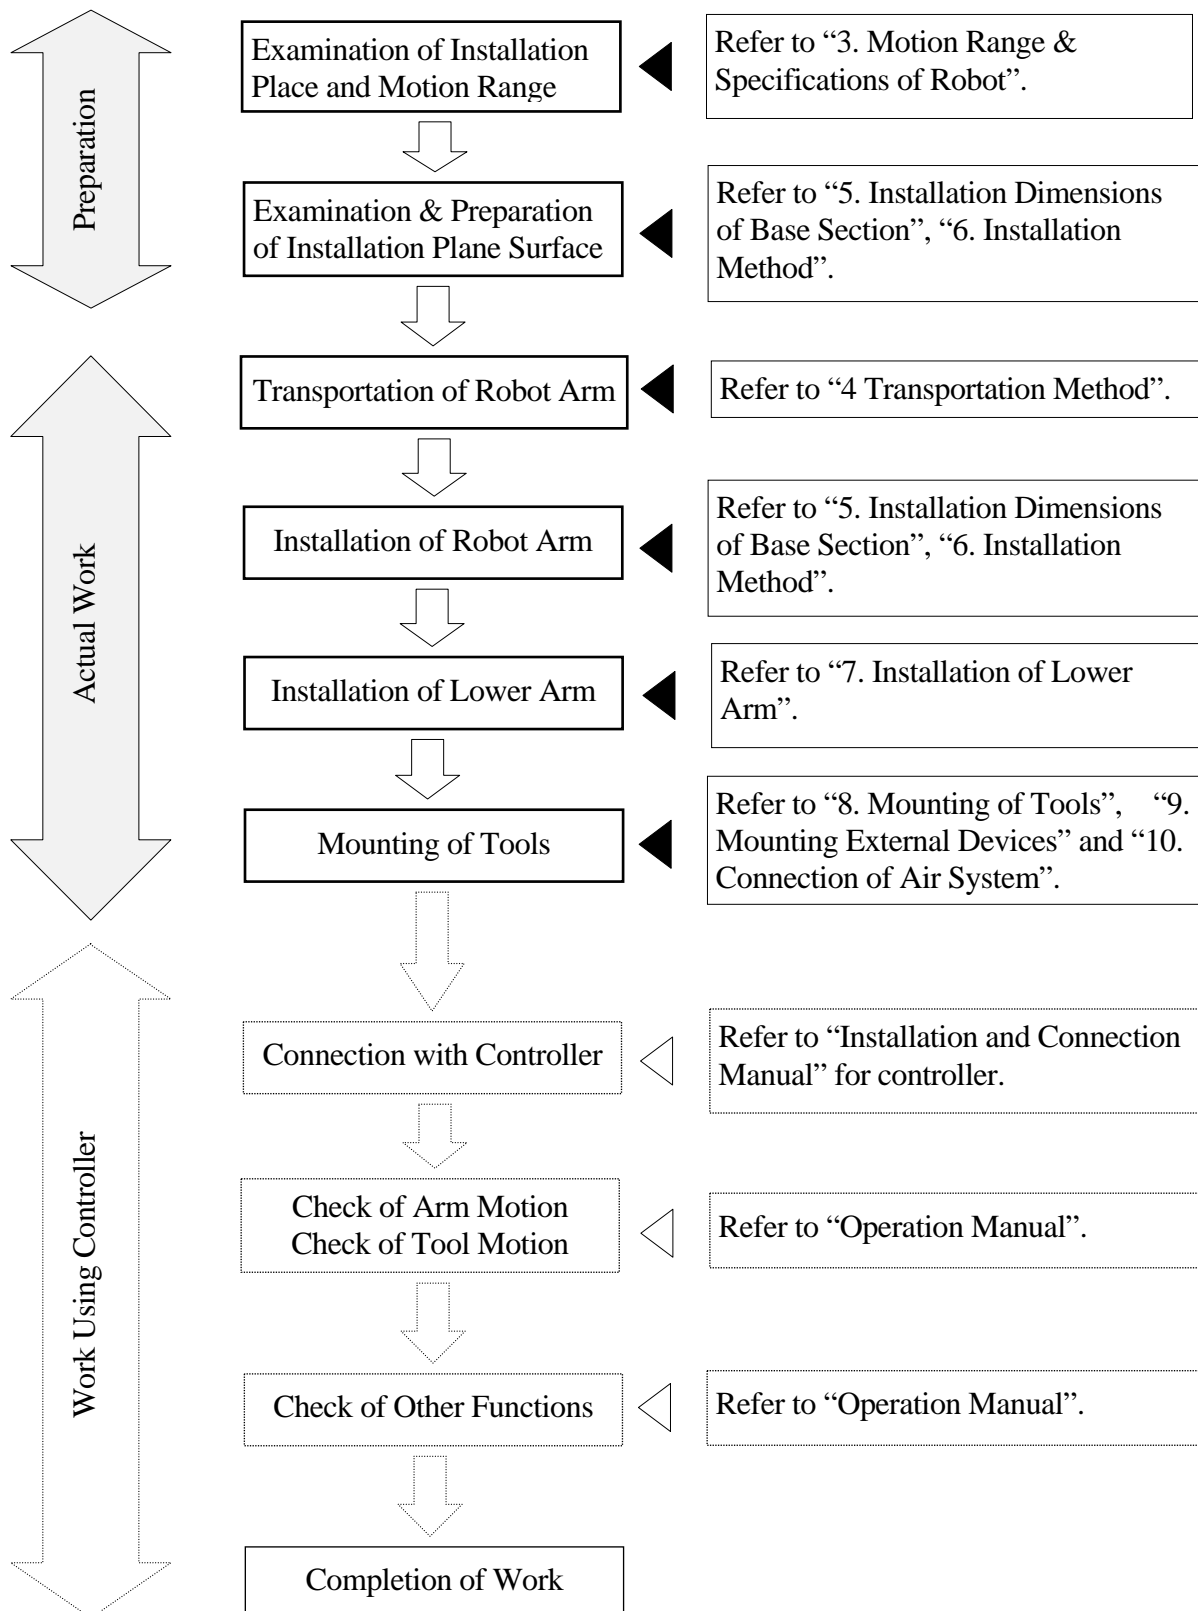 Preparation
Examination of Installation
Place and Motion Range
Refer to “3. Motion Range &
Specifications of Robot”.
Examination & Preparation
of Installation Plane Surface
Refer to “5. Installation Dimensions
of Base Section”, “6. Installation
Method”.
Actual Work
Transportation of Robot Arm
Refer to “4 Transportation Method”.
Installation of Robot Arm
Refer to “5. Installation Dimensions
of Base Section”, “6. Installation
Method”.
Installation of Lower Arm
Refer to “7. Installation of Lower
Arm”.
Mounting of Tools
Refer to “8. Mounting of Tools”, “9.
Mounting External Devices” and “10.
Connection of Air System”.
Work Using Controller
Connection with Controller
Refer to “Installation and Connection
Manual” for controller.
Check of Arm Motion
Check of Tool Motion
Refer to “Operation Manual”.
Check of Other Functions
Refer to “Operation Manual”.
Completion of Work